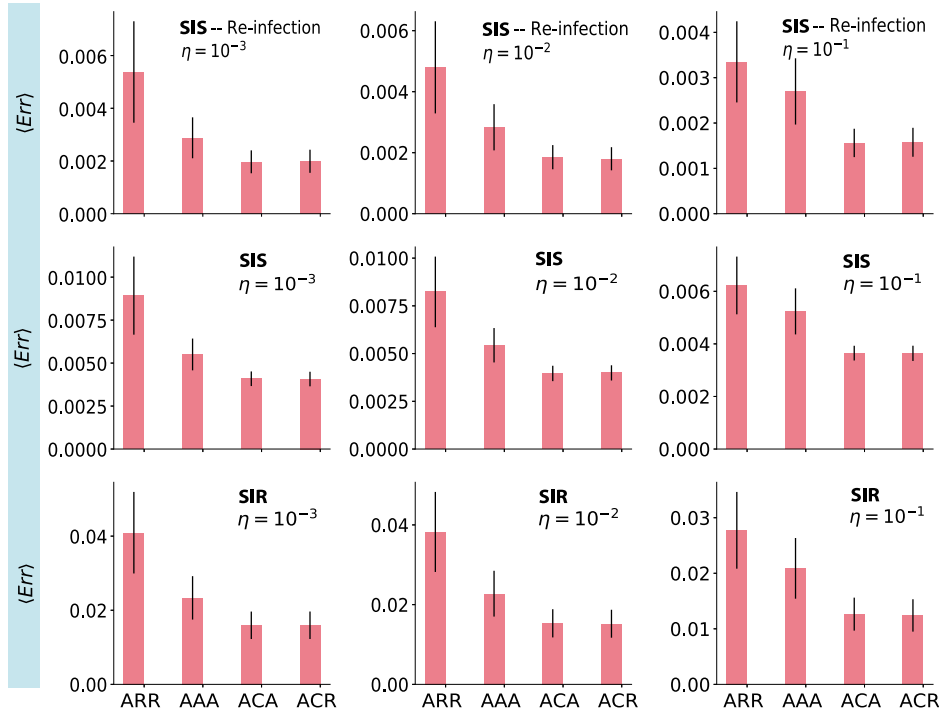 ⟨Err⟩
0.006
0.004
0.002
0.000
SIS -- Re-infection
η = 10⁻³
0.006
0.004
0.002
0.000
SIS -- Re-infection
η = 10⁻²
0.004
0.003
0.002
0.001
0.000
SIS -- Re-infection
η = 10⁻¹
⟨Err⟩
0.0100
0.0075
0.0050
0.0025
0.0000
SIS
η = 10⁻³
0.0100
0.0075
0.0050
0.0025
0.0000
SIS
η = 10⁻²
0.006
0.004
0.002
0.000
SIS
η = 10⁻¹
⟨Err⟩
0.04
0.02
0.00
SIR
η = 10⁻³
ARR AAA ACA ACR
0.04
0.02
0.00
SIR
η = 10⁻²
ARR AAA ACA ACR
0.03
0.02
0.01
0.00
SIR
η = 10⁻¹
ARR AAA ACA ACR